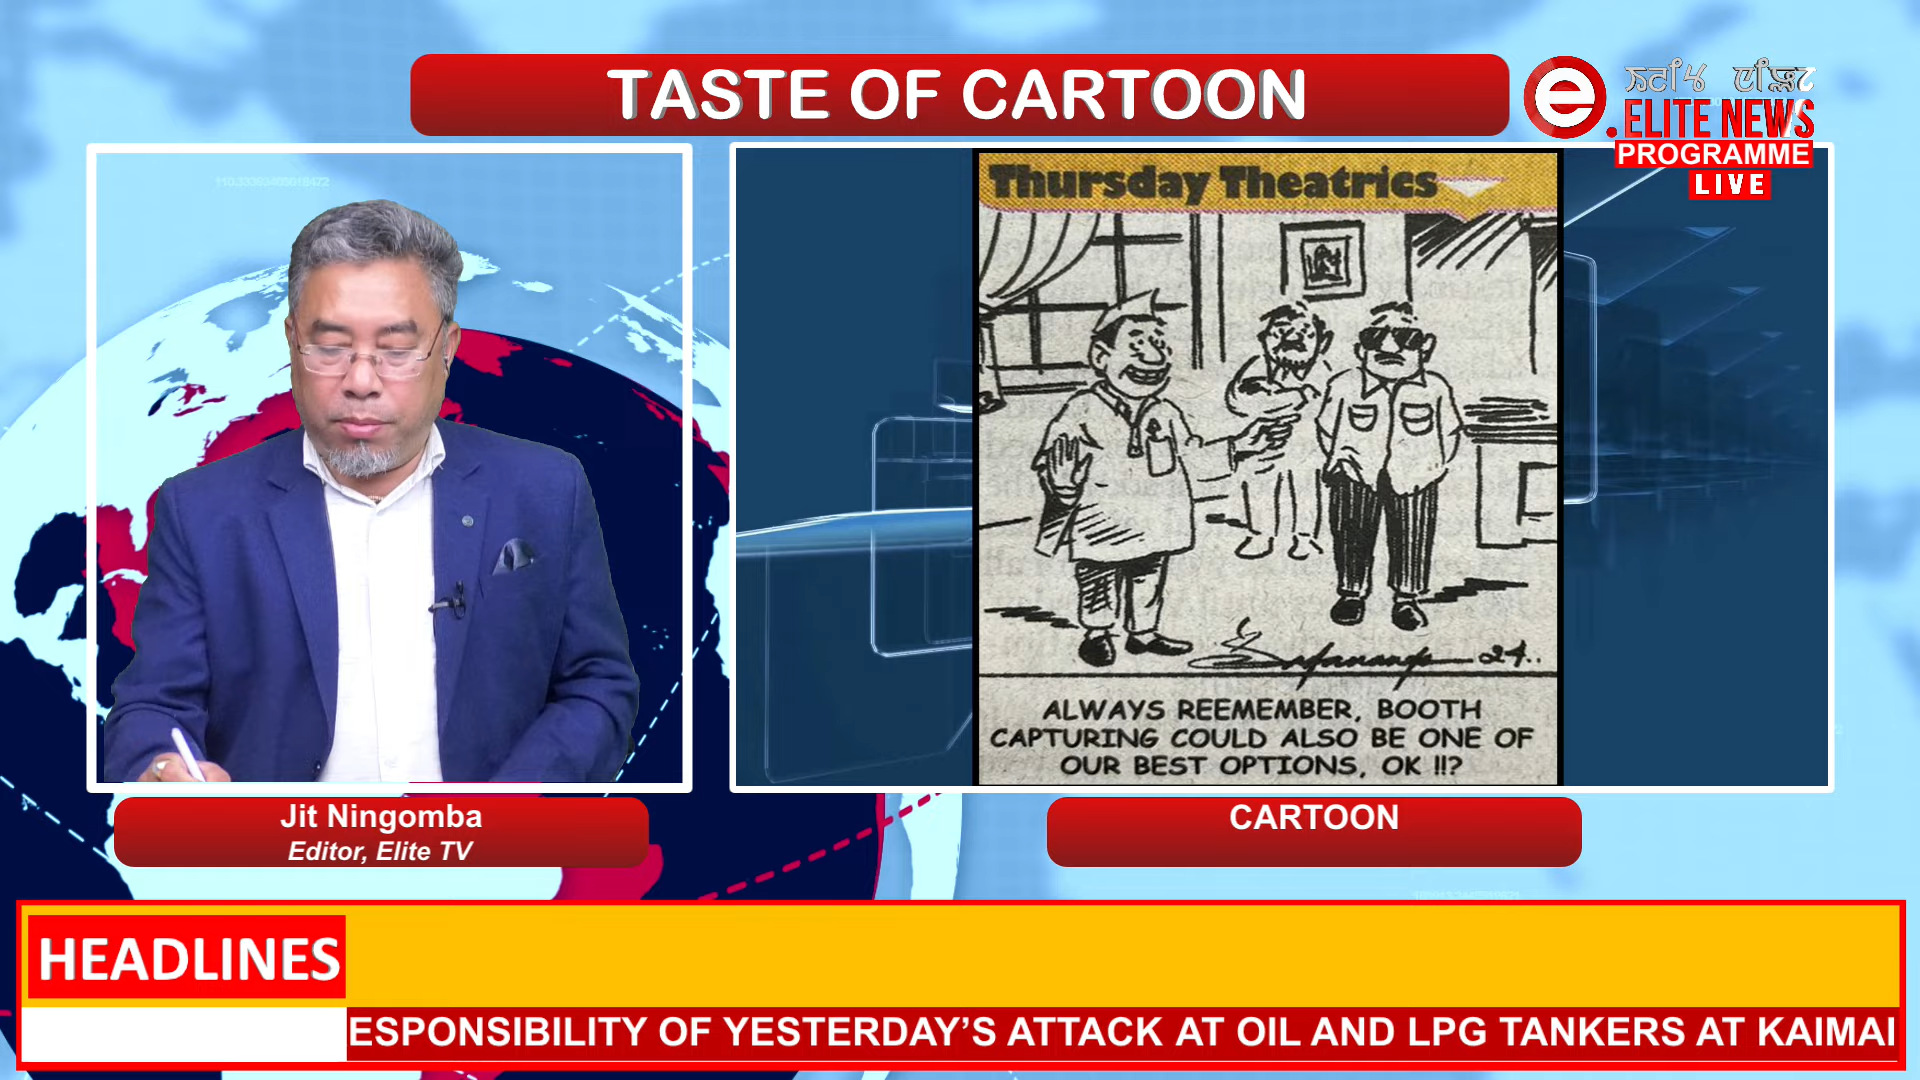 TASTE OF CARTOON
ELITE NEWS
PROGRAMME
LIVE
Thursday Theatrics
24..
ALWAYS REEMEMBER, BOOTH
CAPTURING COULD ALSO BE ONE OF
OUR BEST OPTIONS, OK !!?
Jit Ningomba
Editor, Elite TV
CARTOON
HEADLINES
ESPONSIBILITY OF YESTERDAY’S ATTACK AT OIL AND LPG TANKERS AT KAIMAI